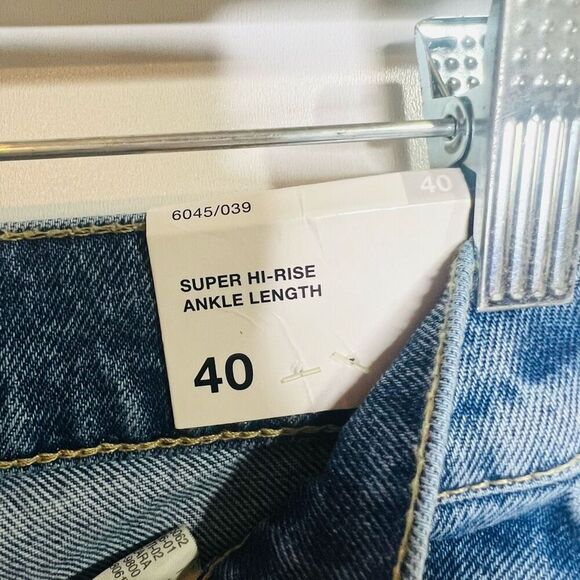 40
6045/039
SUPER HI-RISE
ANKLE LENGTH
40